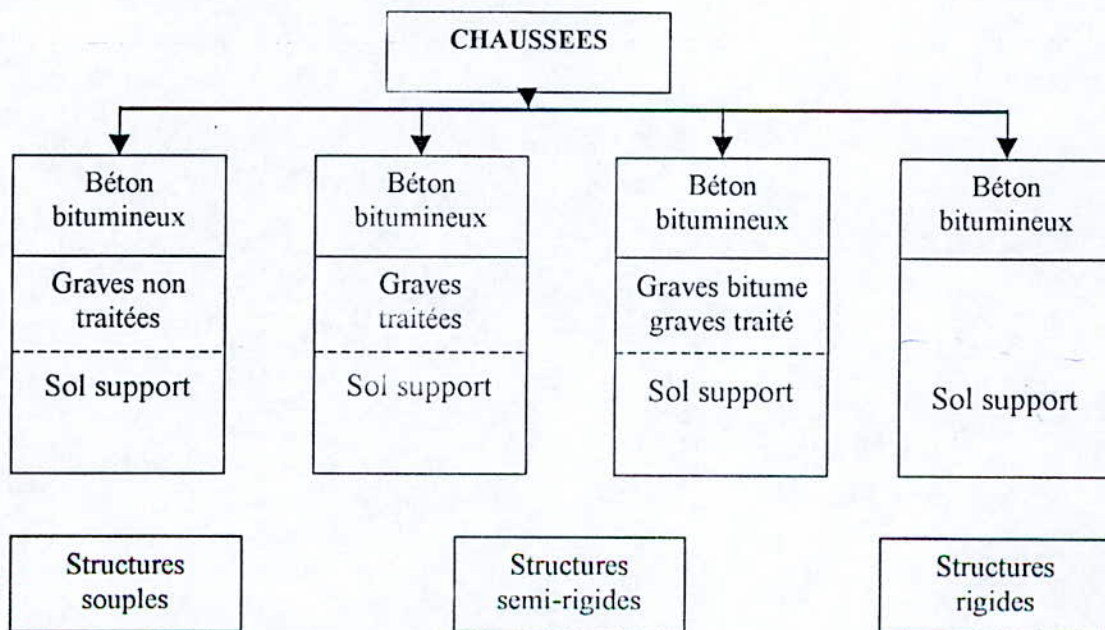 CHAUSSEES
Béton
bitumineux
Graves non
traitées
Sol support
Béton
bitumineux
Graves
traitées
Sol support
Béton
bitumineux
Graves bitume
graves traité
Sol support
Béton
bitumineux
Sol support
Structures
souples
Structures
semi-rigides
Structures
rigides